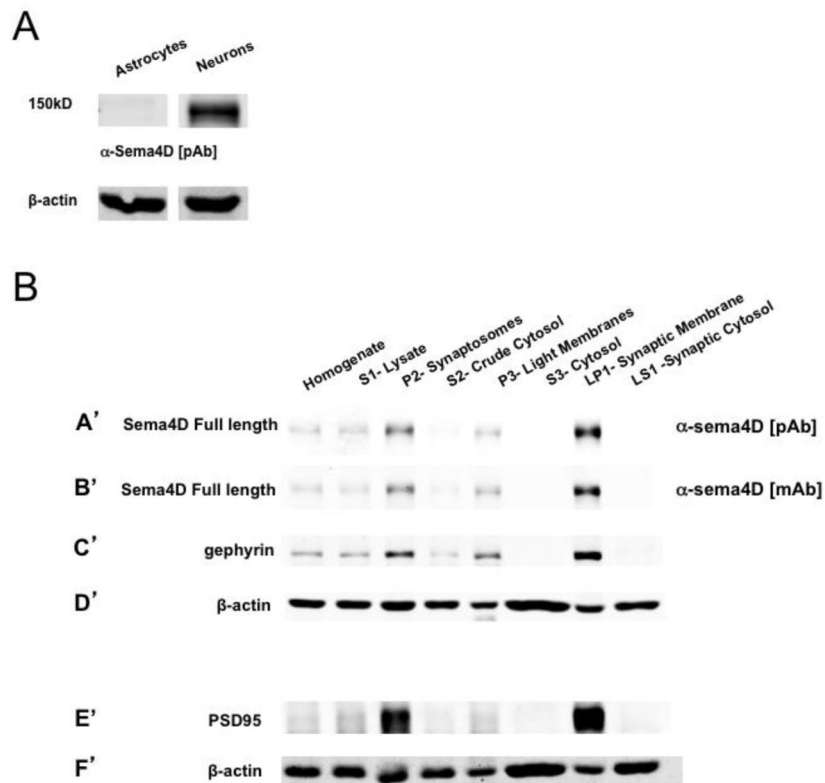 A
Astrocytes Neurons
150kD
α-Sema4D [pAb]
β-actin
B
Homogenate
S1- Lysate
P2- Synaptosomes
S2- Crude Cytosol
P3- Light Membranes
S3- Cytosol
LP1- Synaptic Membrane
LS1 -Synaptic Cytosol
A’ Sema4D Full length α-sema4D [pAb]
B’ Sema4D Full length α-sema4D [mAb]
C’ gephyrin
D’ β-actin
E’ PSD95
F’ β-actin